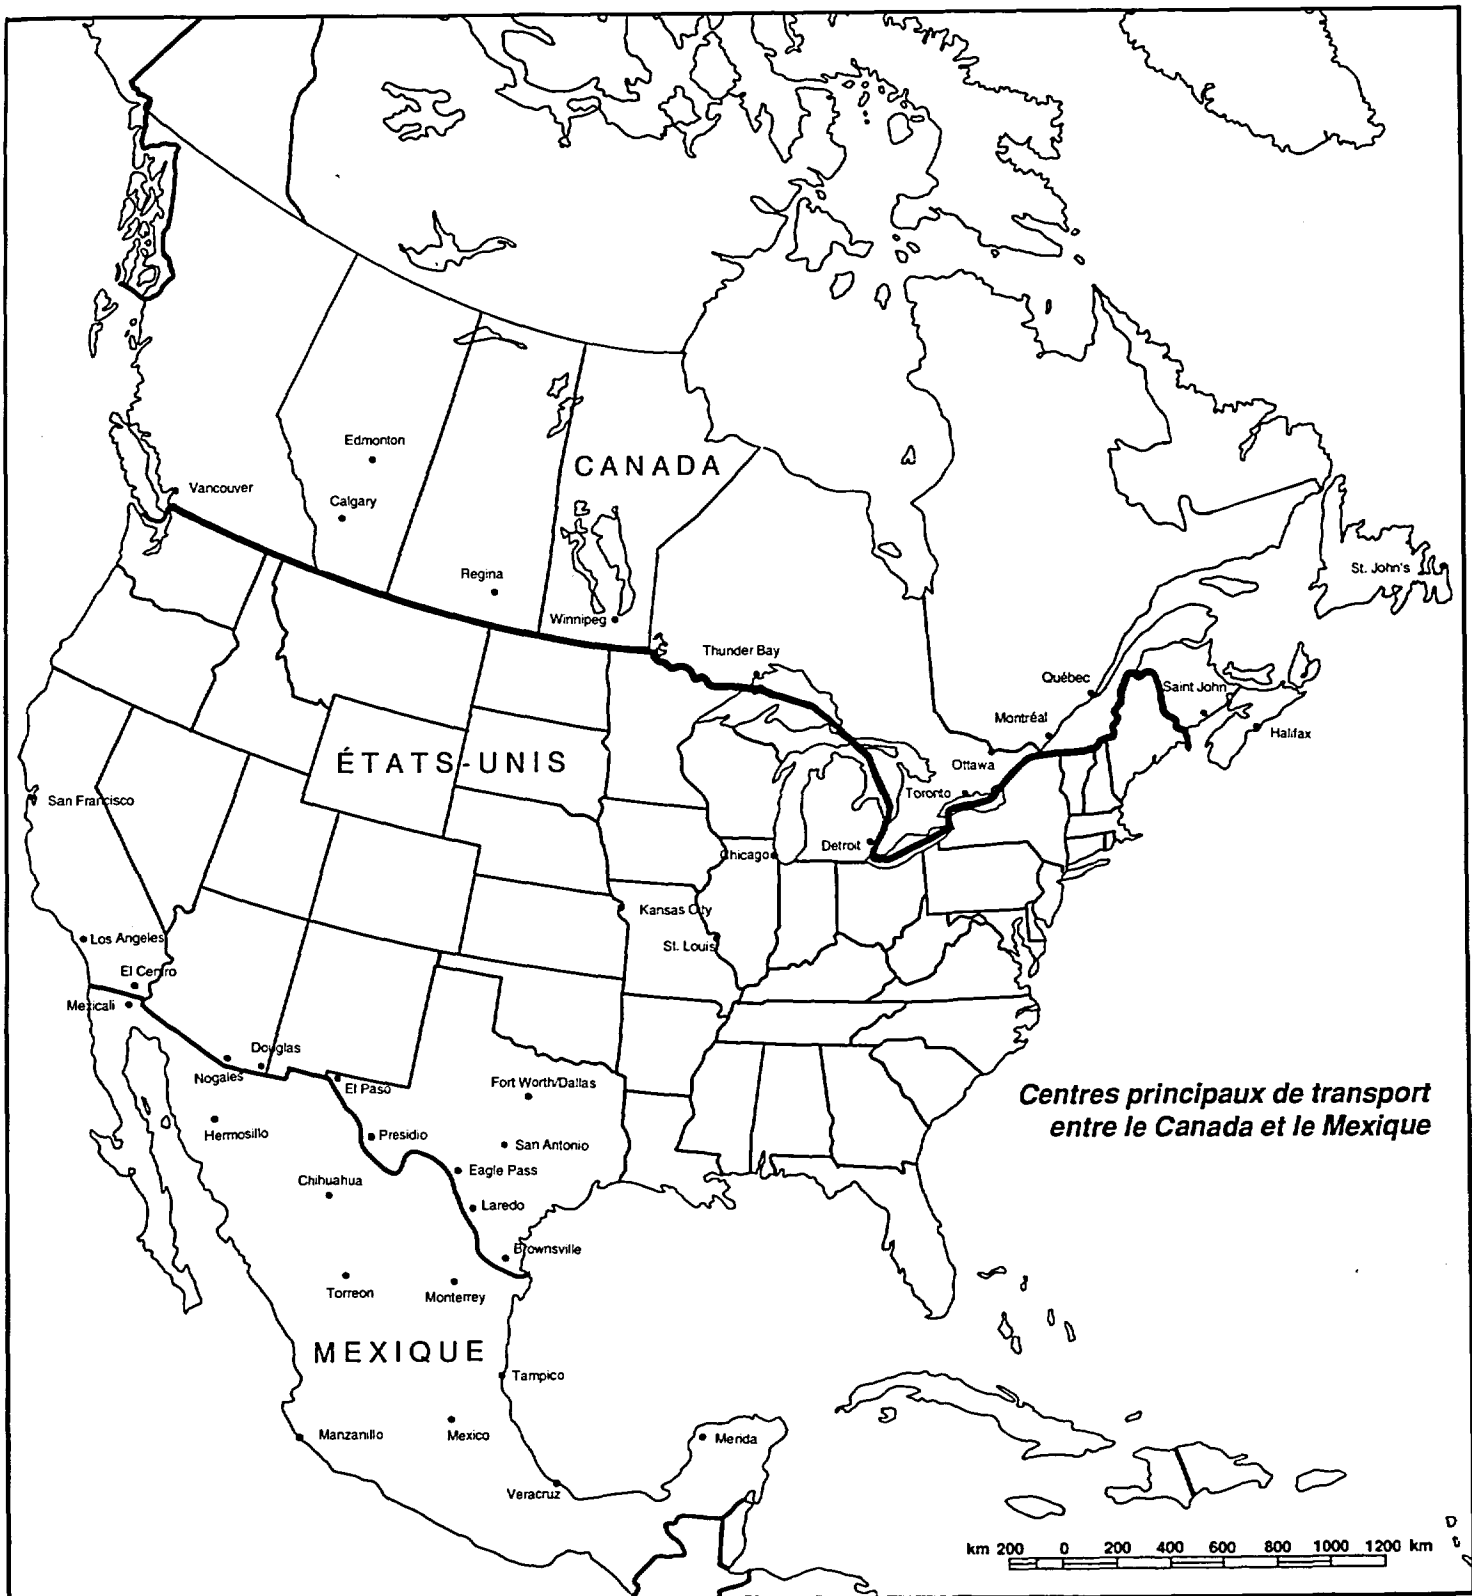 Edmonton
CANADA
Vancouver
Calgary
Regina
St. John's
Winnipeg
Thunder Bay
Québec
Saint John
Montréal
Halifax
ÉTATS-UNIS
Ottawa
San Francisco
Toronto
Detroit
Chicago
Kansas City
Los Angeles
St. Louis
El Centro
Mexicali
Douglas
Nogales
El Paso
Fort Worth/Dallas
Centres principaux de transport
entre le Canada et le Mexique
Hermosillo
Presidio
San Antonio
Eagle Pass
Chihuahua
Laredo
Brownsville
Torreon
Monterrey
MEXIQUE
Tampico
Manzanillo
Mexico
Merida
Veracruz
km 200 0 200 400 600 800 1000 1200 km